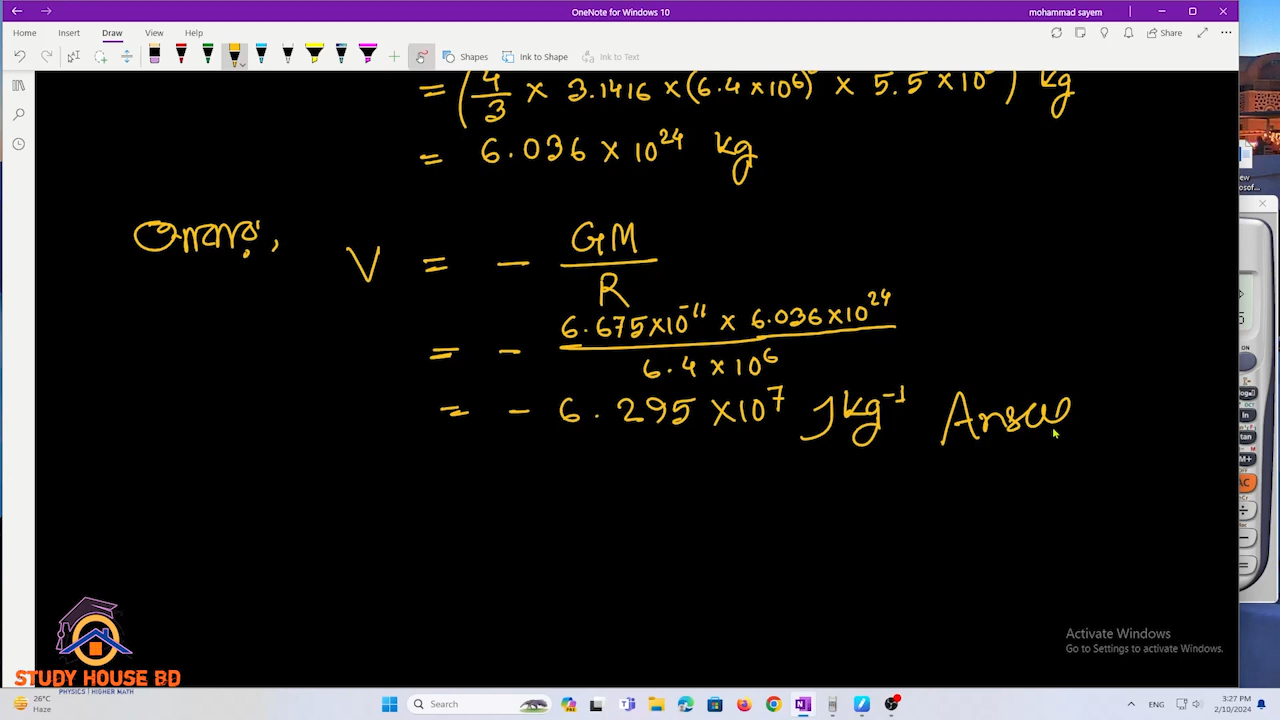 OneNote for Windows 10
mohammad sayem
Home Insert Draw View Help
Share
Shapes Ink to Shape Ink to Text
= (4/3 × 3.1416 × (6.4×10⁶) × 5.5×10 ) kg
= 6.036 × 10²⁴ kg
আবার,
V = - GM/R
= - 6.675×10⁻¹¹ × 6.036×10²⁴ / 6.4 × 10⁶
= - 6.295 × 10⁷ Jkg⁻¹ Answe
Activate Windows
Go to Settings to activate Windows.
STUDY HOUSE BD
PHYSICS | HIGHER MATH
26°C
Haze
Search
ENG
3:27 PM
2/10/2024